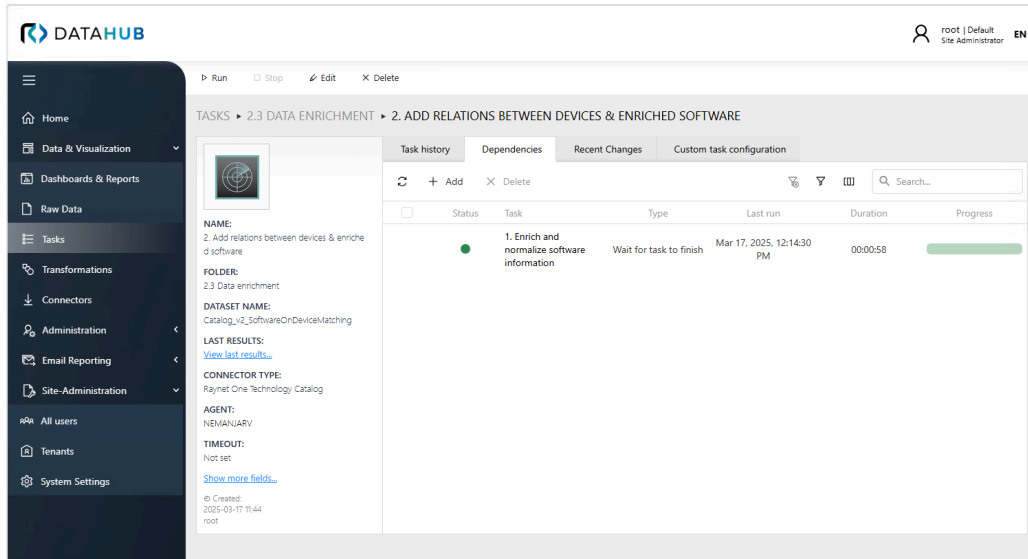 DATAHUB
root | Default
Site Administrator
EN
Run
Stop
Edit
Delete
Home
Data & Visualization
Dashboards & Reports
Raw Data
Tasks
Transformations
Connectors
Administration
Email Reporting
Site-Administration
All users
Tenants
System Settings
TASKS ▸ 2.3 DATA ENRICHMENT ▸ 2. ADD RELATIONS BETWEEN DEVICES & ENRICHED SOFTWARE
NAME:
2. Add relations between devices & enriche
d software
FOLDER:
2.3 Data enrichment
DATASET NAME:
Catalog_v2_SoftwareOnDeviceMatching
LAST RESULTS:
View last results...
CONNECTOR TYPE:
Raynet One Technology Catalog
AGENT:
NEMANJARV
TIMEOUT:
Not set
Show more fields...
Created:
2025-03-17 11:44
root
Task history
Dependencies
Recent Changes
Custom task configuration
Add
Delete
Search...
Status Task Type Last run Duration Progress
1. Enrich and
normalize software
information
Wait for task to finish
Mar 17, 2025, 12:14:30
PM
00:00:58